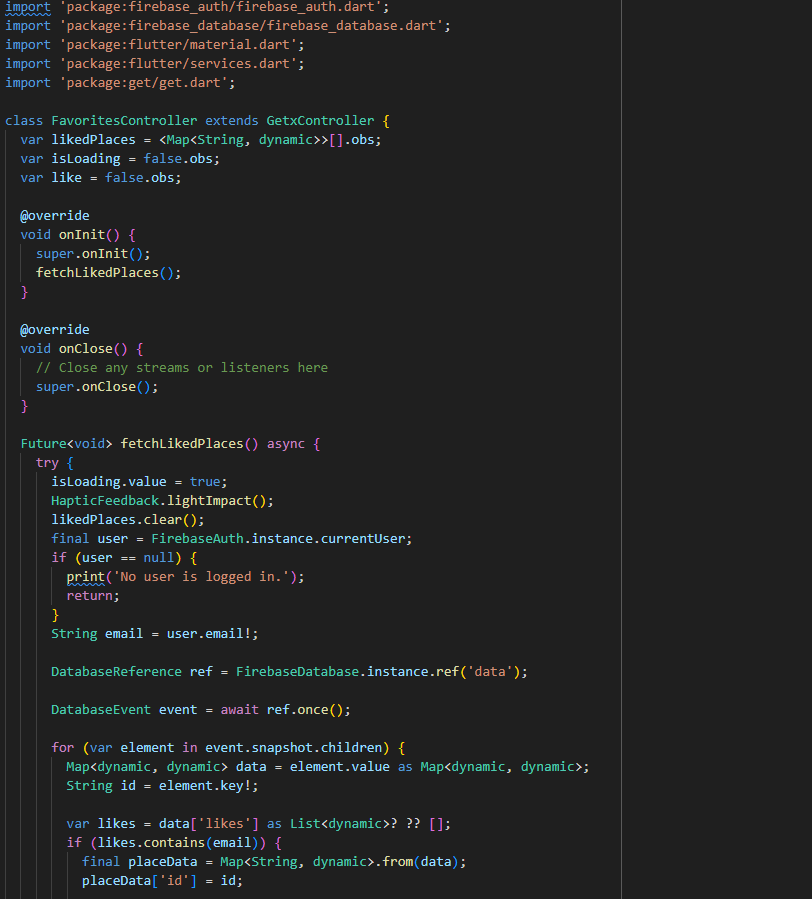 import 'package:firebase_auth/firebase_auth.dart';
import 'package:firebase_database/firebase_database.dart';
import 'package:flutter/material.dart';
import 'package:flutter/services.dart';
import 'package:get/get.dart';

class FavoritesController extends GetxController {
  var likedPlaces = <Map<String, dynamic>>[].obs;
  var isLoading = false.obs;
  var like = false.obs;

  @override
  void onInit() {
    super.onInit();
    fetchLikedPlaces();
  }

  @override
  void onClose() {
    // Close any streams or listeners here
    super.onClose();
  }

  Future<void> fetchLikedPlaces() async {
    try {
      isLoading.value = true;
      HapticFeedback.lightImpact();
      likedPlaces.clear();
      final user = FirebaseAuth.instance.currentUser;
      if (user == null) {
        print('No user is logged in.');
        return;
      }
      String email = user.email!;

      DatabaseReference ref = FirebaseDatabase.instance.ref('data');

      DatabaseEvent event = await ref.once();

      for (var element in event.snapshot.children) {
        Map<dynamic, dynamic> data = element.value as Map<dynamic, dynamic>;
        String id = element.key!;

        var likes = data['likes'] as List<dynamic>? ?? [];
        if (likes.contains(email)) {
          final placeData = Map<String, dynamic>.from(data);
          placeData['id'] = id;